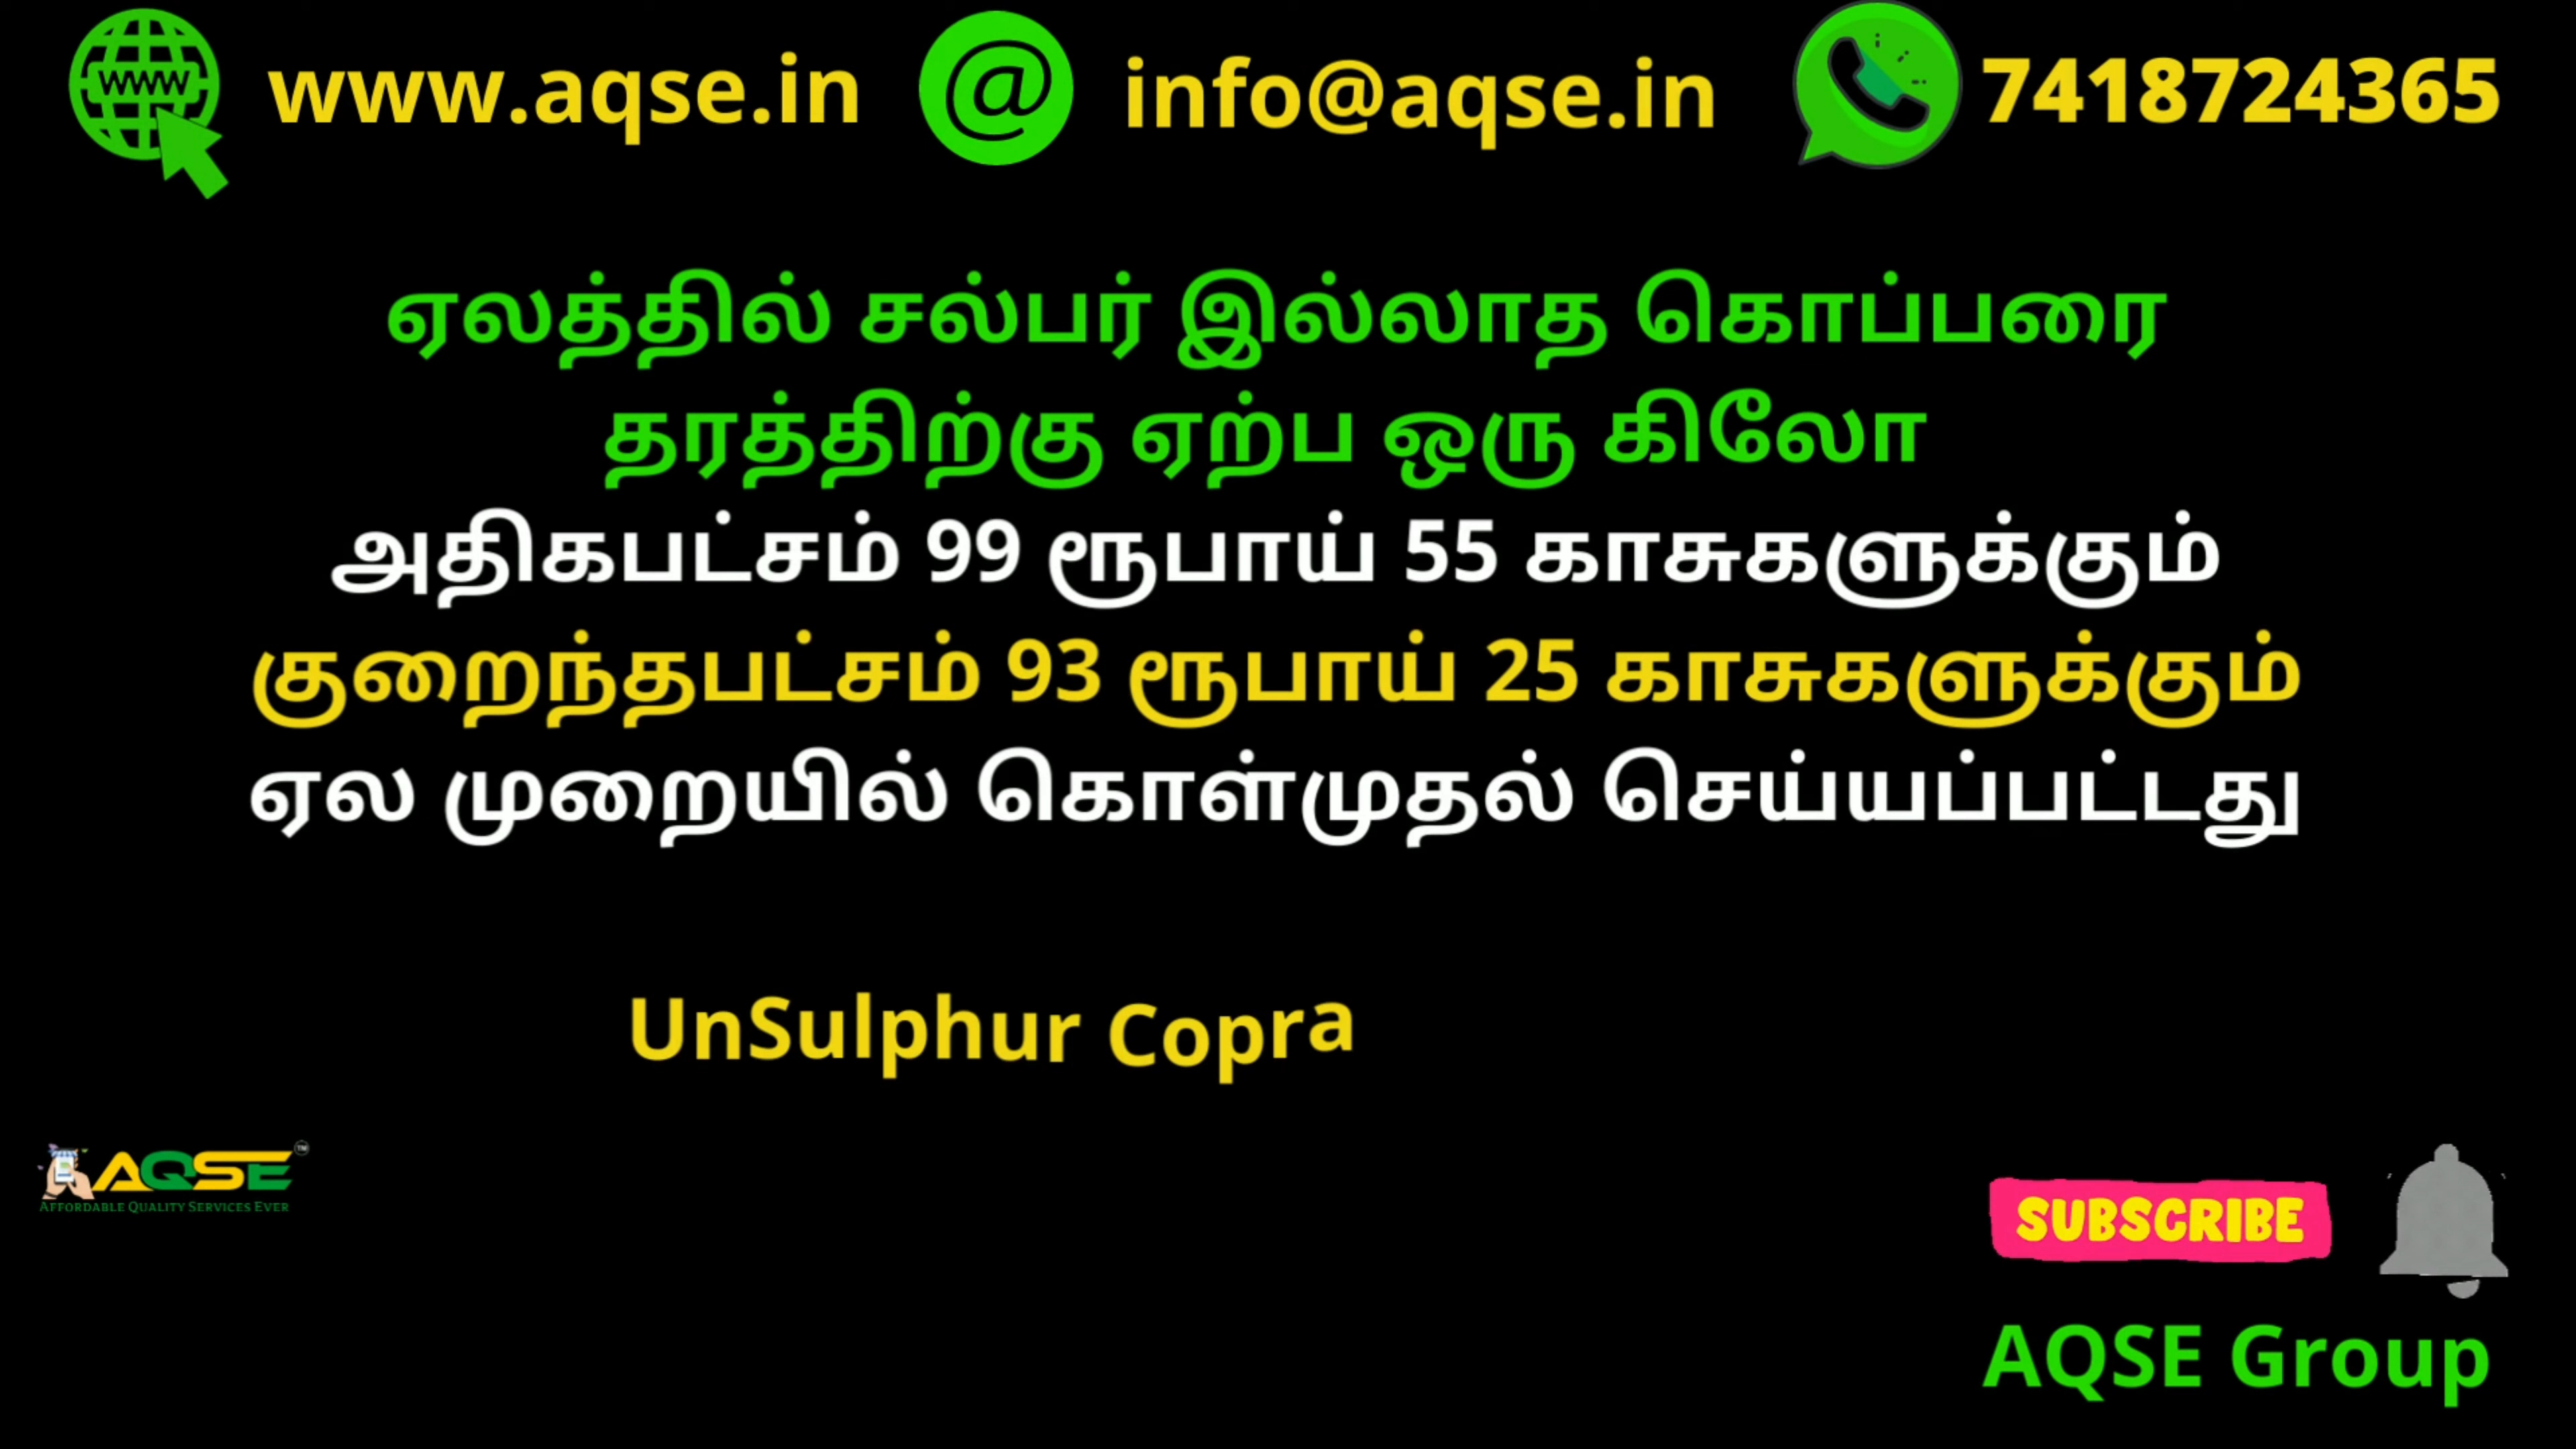 www
www.aqse.in
@
info@aqse.in
7418724365
ஏலத்தில் சல்பர் இல்லாத கொப்பரை
தரத்திற்கு ஏற்ப ஒரு கிலோ
அதிகபட்சம் 99 ரூபாய் 55 காசுகளுக்கும்
குறைந்தபட்சம் 93 ரூபாய் 25 காசுகளுக்கும்
ஏல முறையில் கொள்முதல் செய்யப்பட்டது
UnSulphur Copra
AQSE™
AFFORDABLE QUALITY SERVICES EVER
SUBSCRIBE
AQSE Group